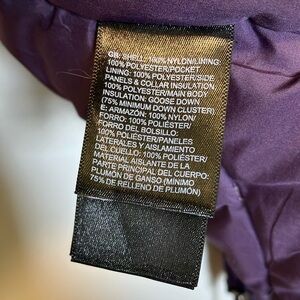 GB: SHELL: 100% NYLON/LINING:
100% POLYESTER/POCKET
LINING: 100% POLYESTER/SIDE
PANELS & COLLAR INSULATION:
100% POLYESTER/MAIN BODY
INSULATION: GOOSE DOWN
(75% MINIMUM DOWN CLUSTER)
E: ARMAZÓN: 100% NYLON/
FORRO: 100% POLIÉSTER/
FORRO DEL BOLSILLO:
100% POLIÉSTER/PANELES
LATERALES Y AISLAMIENTO
DEL CUELLO: 100% POLIÉSTER/
MATERIAL AISLANTE DE LA
PARTE PRINCIPAL DEL CUERPO:
PLUMÓN DE GANSO (MÍNIMO
75% DE RELLENO DE PLUMÓN)